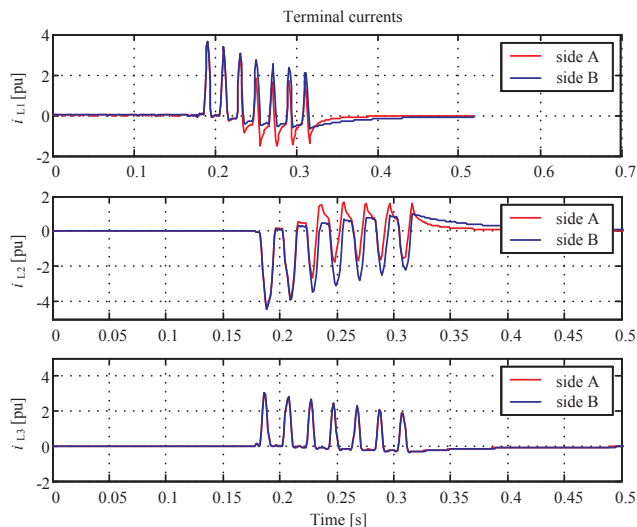 Terminal currents
i L1 [pu]
4
2
0
-2
side A
side B
0 0.1 0.2 0.3 0.4 0.5 0.6 0.7
i L2 [pu]
2
0
-2
-4
side A
side B
0 0.05 0.1 0.15 0.2 0.25 0.3 0.35 0.4 0.45 0.5
i L3 [pu]
4
2
0
-2
side A
side B
0 0.05 0.1 0.15 0.2 0.25 0.3 0.35 0.4 0.45 0.5
Time [s]